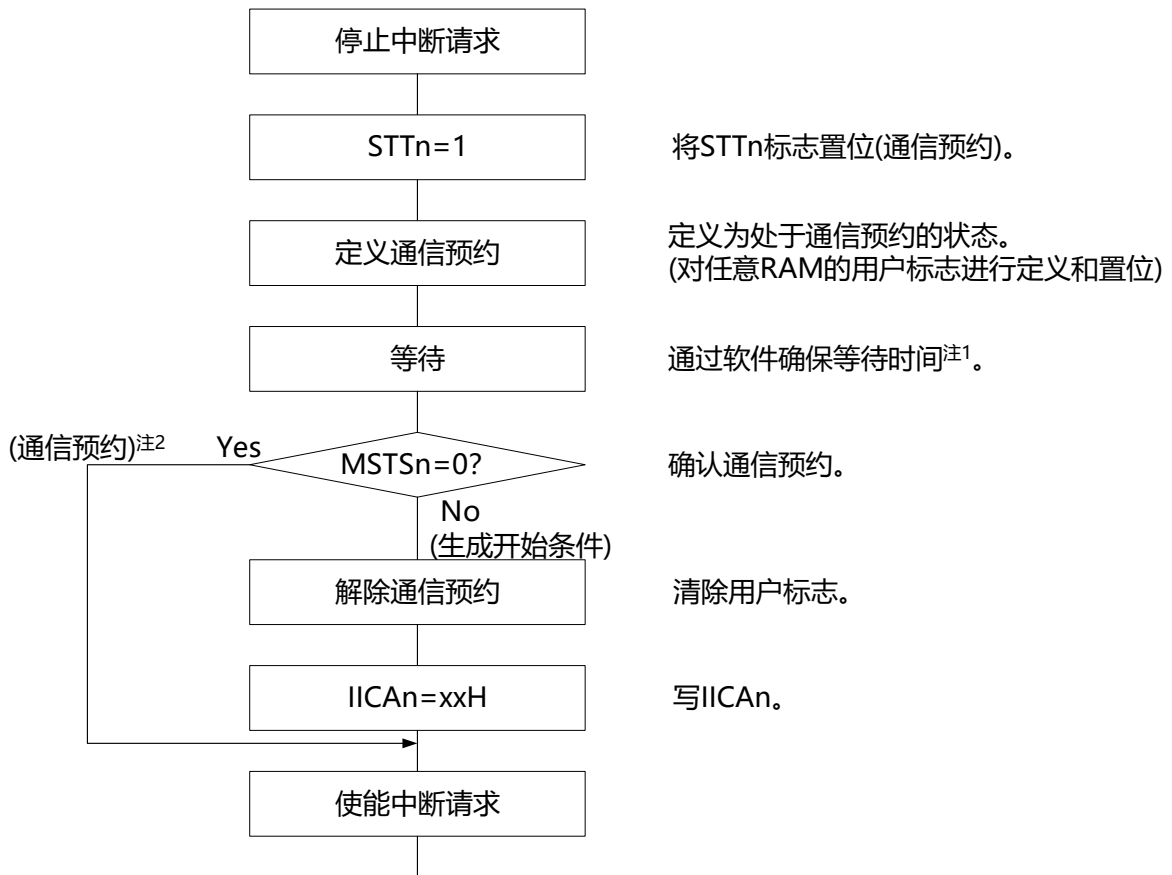 停止中断请求
STTn=1
将STTn标志置位(通信预约)。
定义通信预约
定义为处于通信预约的状态。
(对任意RAM的用户标志进行定义和置位)
等待
通过软件确保等待时间注1。
(通信预约)注2
Yes
MSTSn=0?
确认通信预约。
No
(生成开始条件)
解除通信预约
清除用户标志。
IICAn=xxH
写IICAn。
使能中断请求